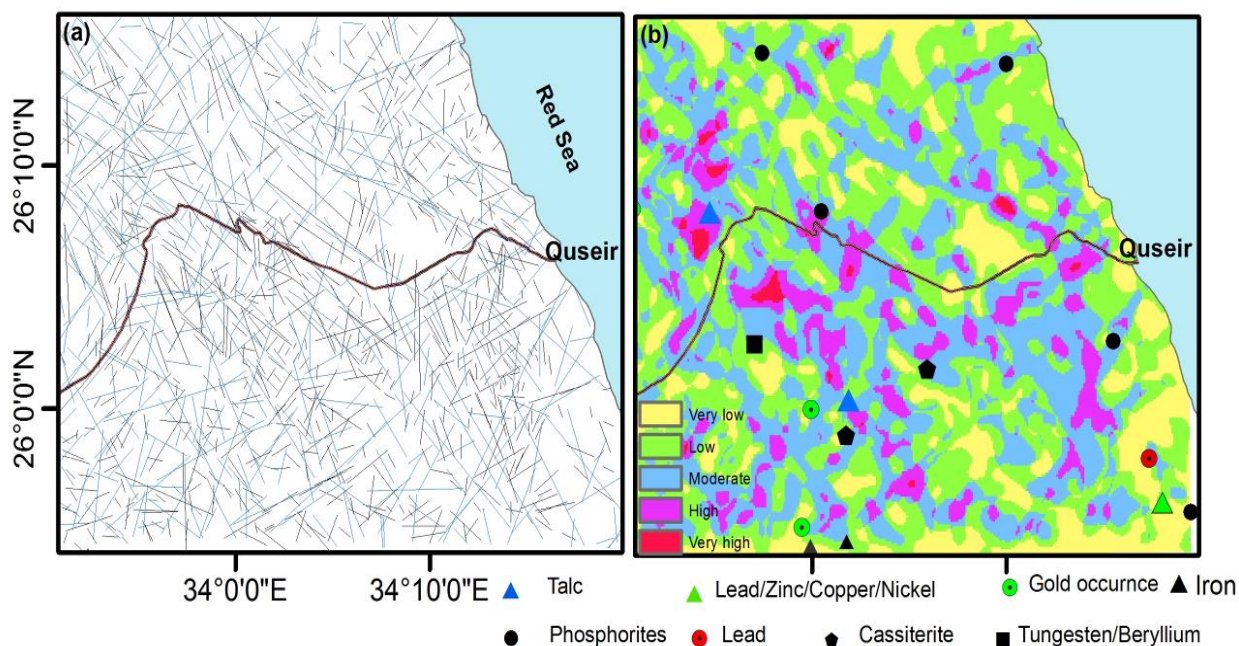 (a)
Red Sea
Quseir
26°10'0"N
26°0'0"N
34°0'0"E
34°10'0"E
(b)
Quseir
Very low
Low
Moderate
High
Very high
Talc
Lead/Zinc/Copper/Nickel
Gold occurnce
Iron
Phosphorites
Lead
Cassiterite
Tungesten/Beryllium